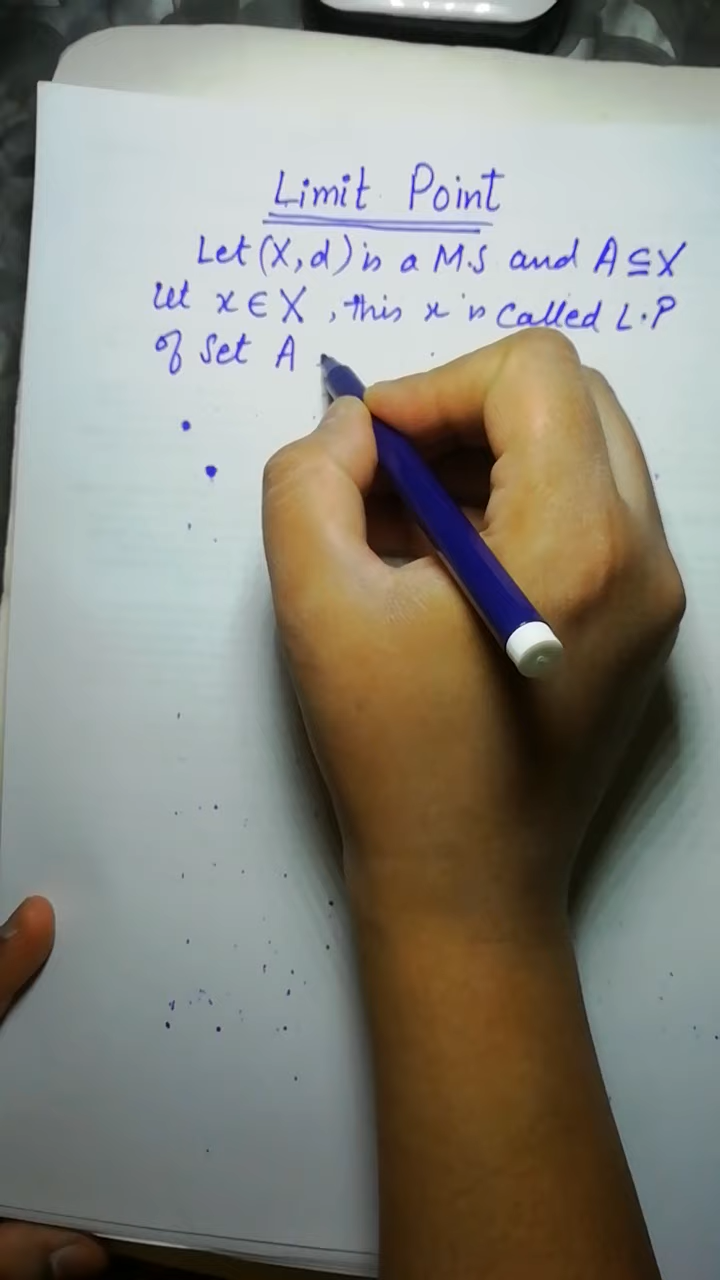 Limit Point
Let (X,d) is a M.S and A⊆X
Let x∈X, this x is called L.P
of set A